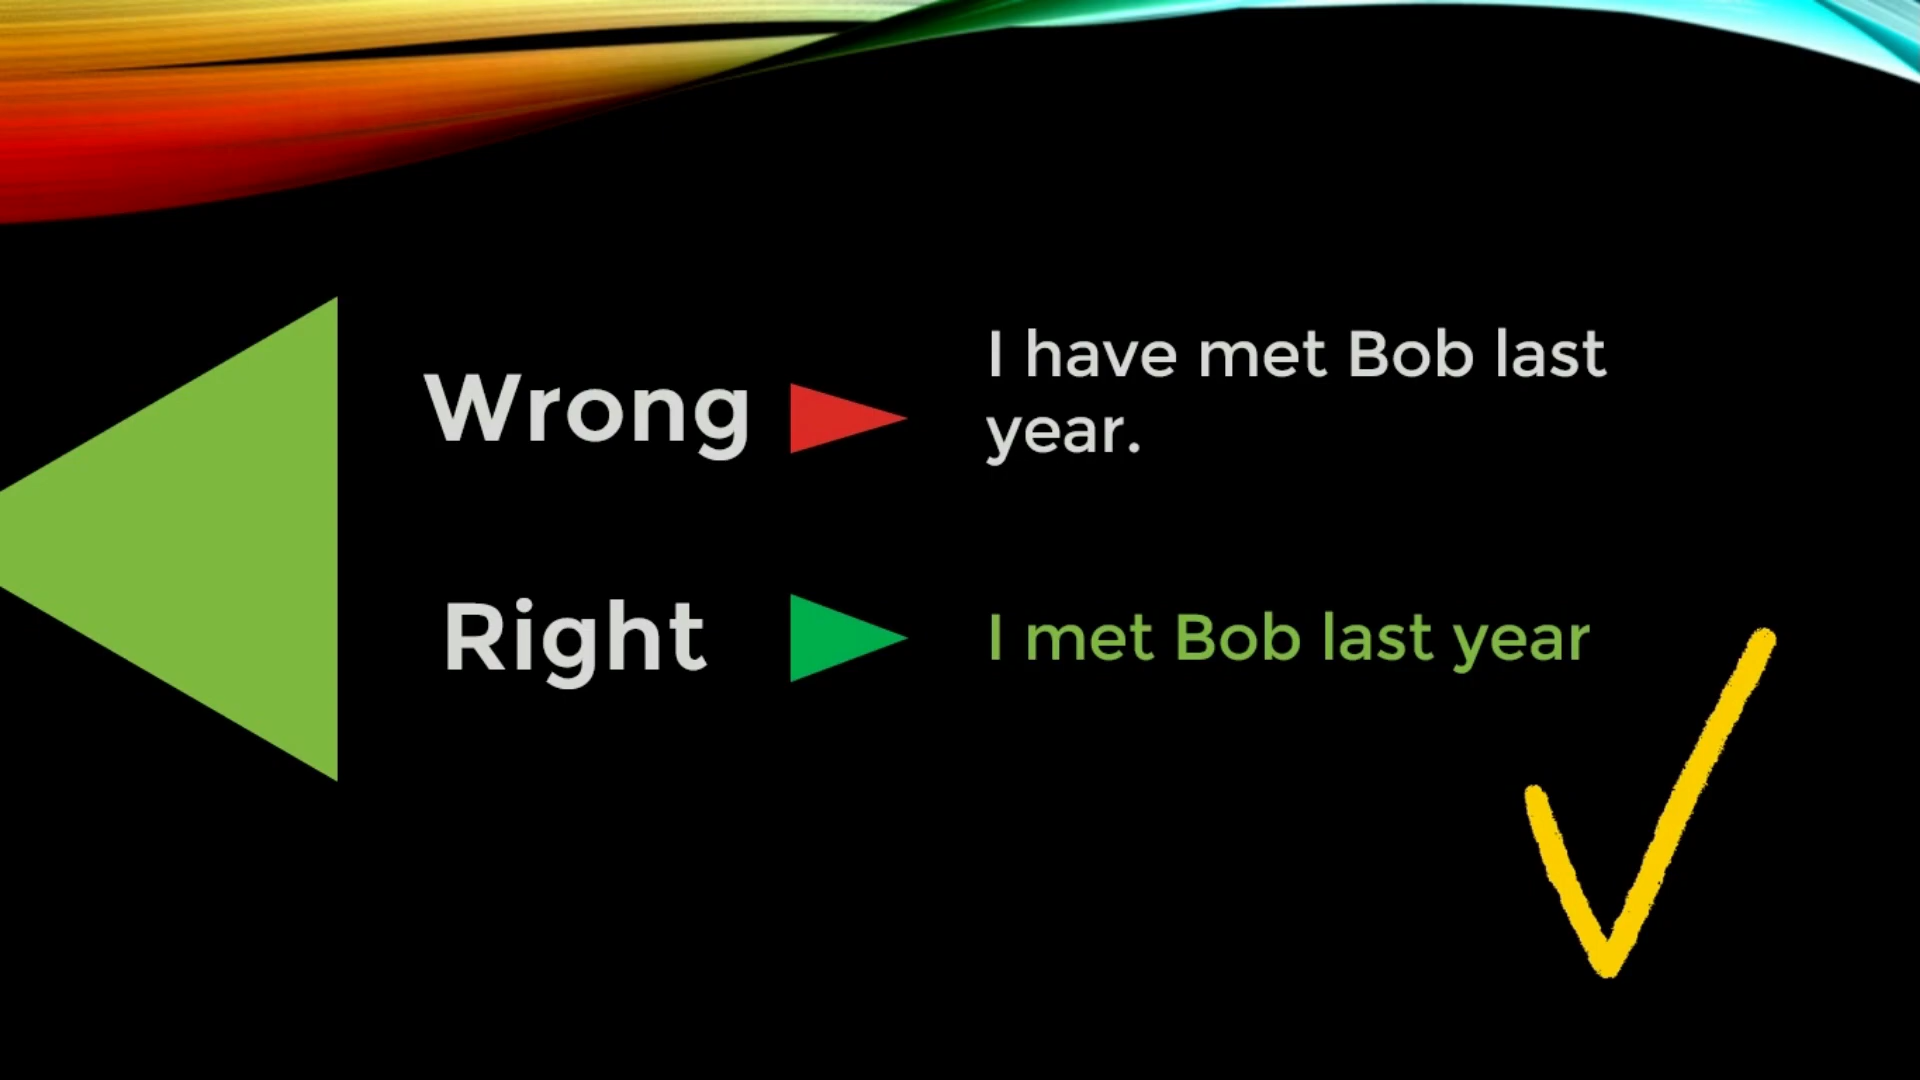 Wrong
I have met Bob last
year.
Right
I met Bob last year